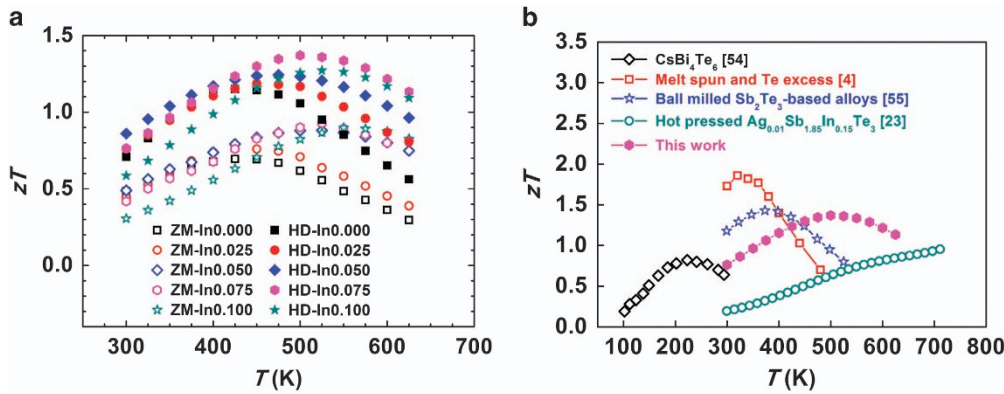 a
1.5
1.0
0.5
0.0
zT
ZM-In0.000
ZM-In0.025
ZM-In0.050
ZM-In0.075
ZM-In0.100
HD-In0.000
HD-In0.025
HD-In0.050
HD-In0.075
HD-In0.100
300 400 500 600 700
T (K)
b
3.5
3.0
2.5
2.0
1.5
1.0
0.5
0.0
zT
CsBi₄Te₆ [54]
Melt spun and Te excess [4]
Ball milled Sb₂Te₃-based alloys [55]
Hot pressed Ag₀.₀₁Sb₁.₈₅In₀.₁₅Te₃ [23]
This work
100 200 300 400 500 600 700 800
T (K)